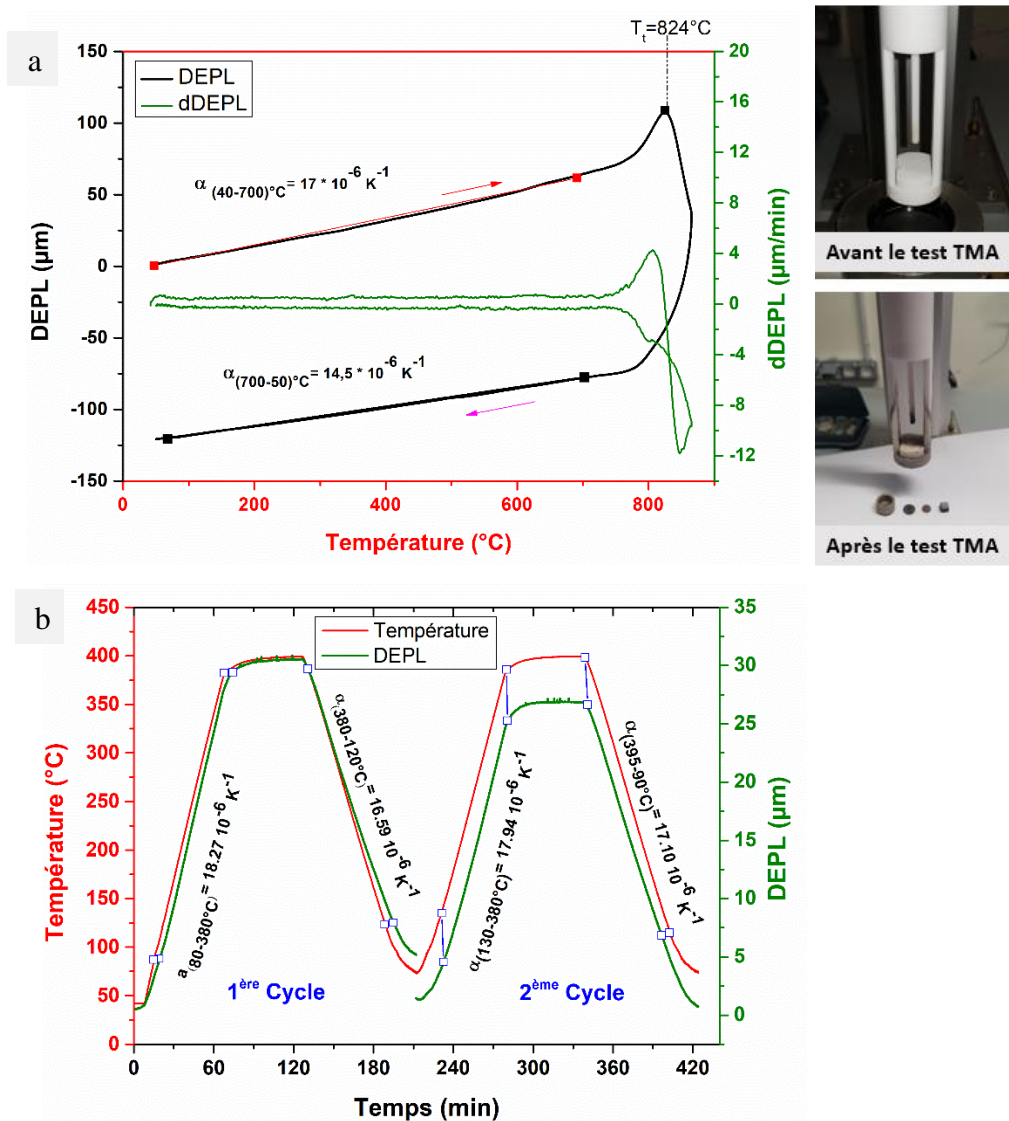 a
T_t=824°C
DEPL
dDEPL
α (40-700)°C = 17 * 10^-6 K^-1
α (700-50)°C = 14,5 * 10^-6 K^-1
150
100
50
0
-50
-100
-150
DEPL (µm)
20
16
12
8
4
0
-4
-8
-12
dDEPL (µm/min)
0
200
400
600
800
Température (°C)
Avant le test TMA
Après le test TMA
b
Température
DEPL
450
400
350
300
250
200
150
100
50
0
Température (°C)
35
30
25
20
15
10
5
0
DEPL (µm)
a (80-380°C) = 18.27 10^-6 K^-1
α (380-120°C) = 16.59 10^-6 K^-1
α (130-380°C) = 17.94 10^-6 K^-1
α (395-90°C) = 17.10 10^-6 K^-1
1ère Cycle
2ème Cycle
0
60
120
180
240
300
360
420
Temps (min)